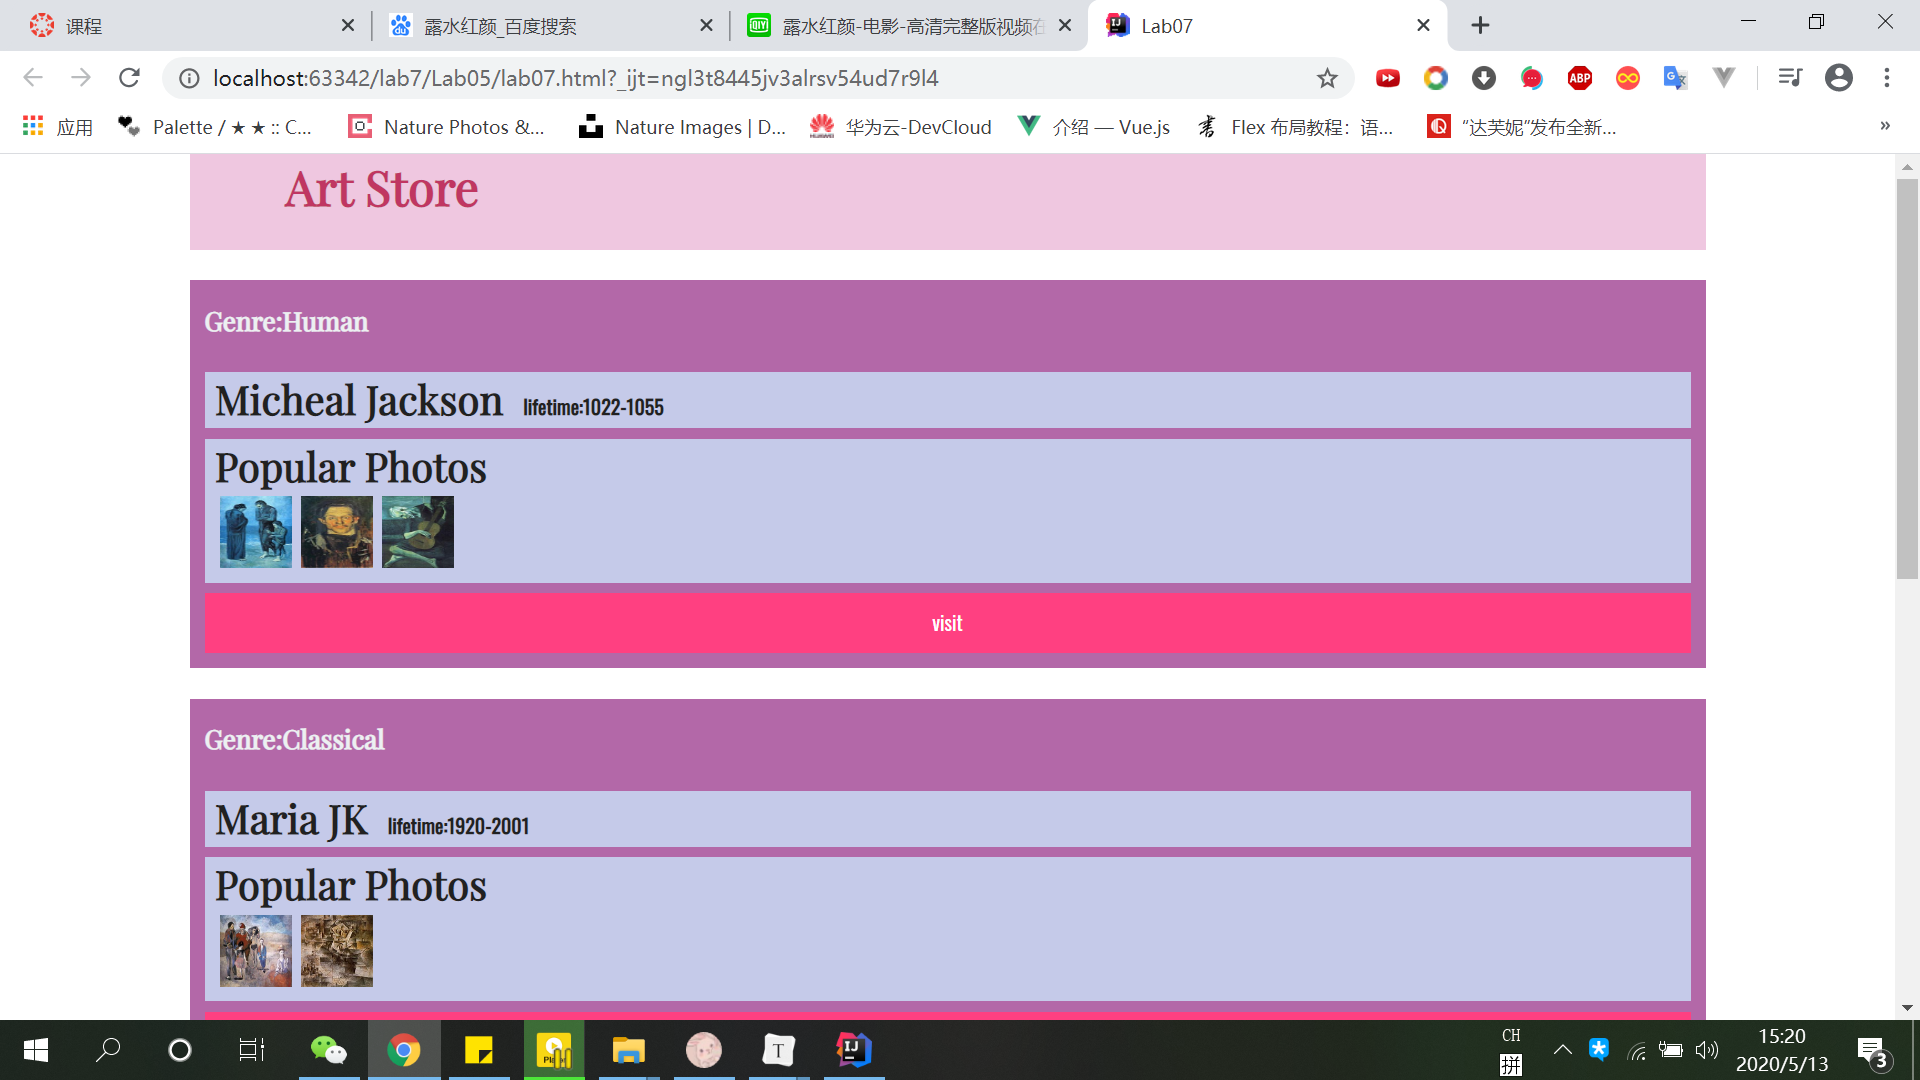 课程
露水红颜_百度搜索
露水红颜-电影-高清完整版视频在
Lab07
localhost:63342/lab7/Lab05/lab07.html?_ijt=ngl3t8445jv3alrsv54ud7r9l4
应用
Palette / ★ ★ :: C...
Nature Photos &...
Nature Images | D...
华为云-DevCloud
介绍 — Vue.js
Flex 布局教程：语...
“达芙妮”发布全新...
»
Art Store
Genre:Human
Micheal Jackson lifetime:1022-1055
Popular Photos
visit
Genre:Classical
Maria JK lifetime:1920-2001
Popular Photos
CH
拼
15:20
2020/5/13
3